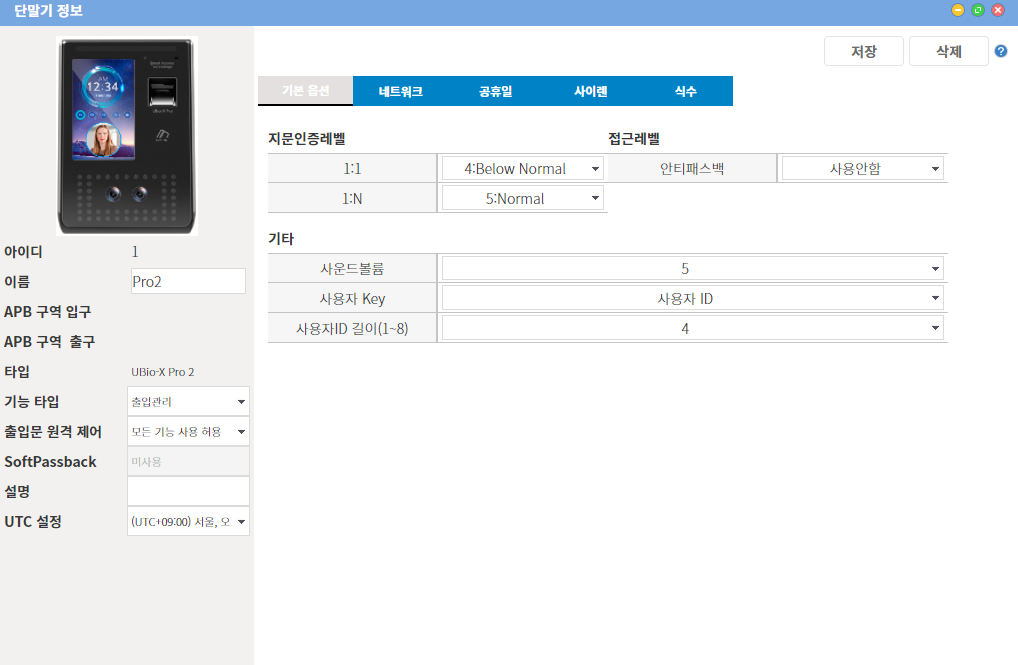 단말기 정보
저장
삭제
기본 옵션
네트워크
공휴일
사이렌
식수
12:34
지문인증레벨
접근레벨
1:1
4:Below Normal
안티패스백
사용안함
1:N
5:Normal
기타
사운드볼륨
5
사용자 Key
사용자 ID
사용자ID 길이(1~8)
4
아이디
1
이름
Pro2
APB 구역 입구
APB 구역 출구
타입
UBio-X Pro 2
기능 타입
출입관리
출입문 원격 제어
모든 기능 사용 허용
SoftPassback
미사용
설명
UTC 설정
(UTC+09:00) 서울, 오